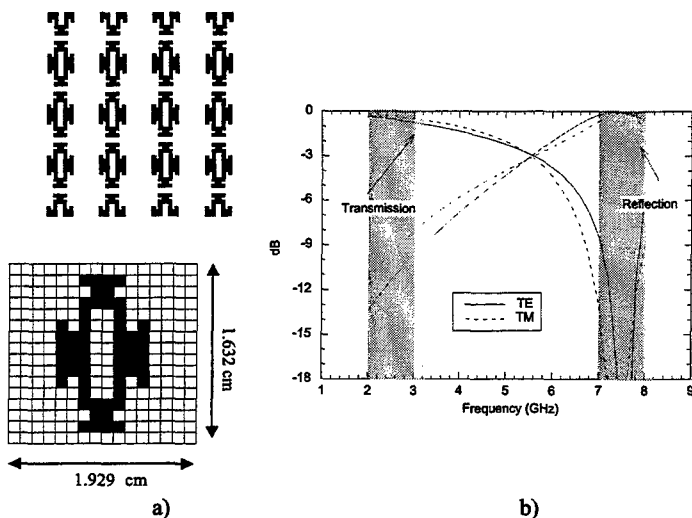 0
-3
-6
-9
-12
-15
-18
dB
Transmission
Reflection
TE
TM
1 2 3 4 5 6 7 8 9
Frequency (GHz)
1.632 cm
1.929 cm
a)
b)